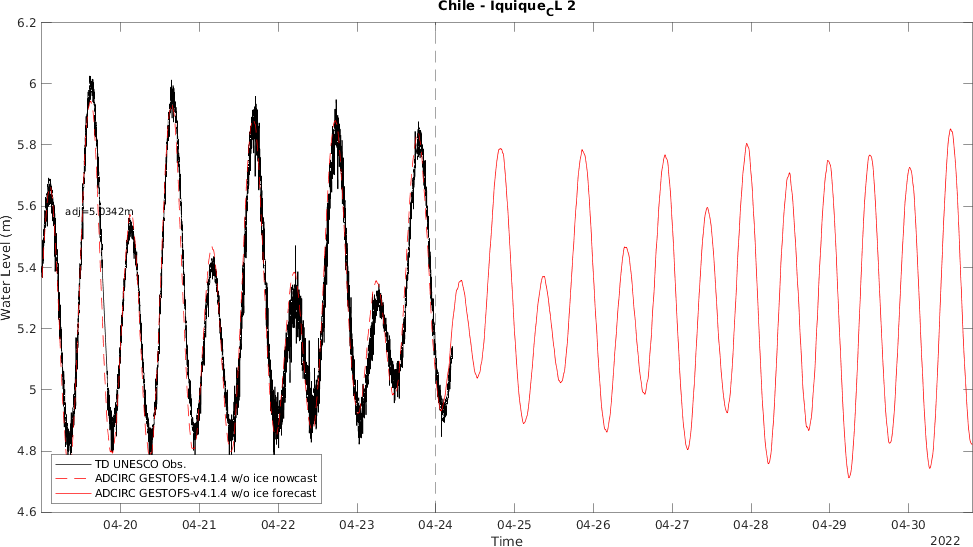 Chile - IquiqueCL 2
6.2
6
5.8
5.6
5.4
5.2
5
4.8
4.6
Water Level (m)
adj=5.0342m
TD UNESCO Obs.
ADCIRC GESTOFS-v4.1.4 w/o ice nowcast
ADCIRC GESTOFS-v4.1.4 w/o ice forecast
04-20 04-21 04-22 04-23 04-24 04-25 04-26 04-27 04-28 04-29 04-30
Time
2022